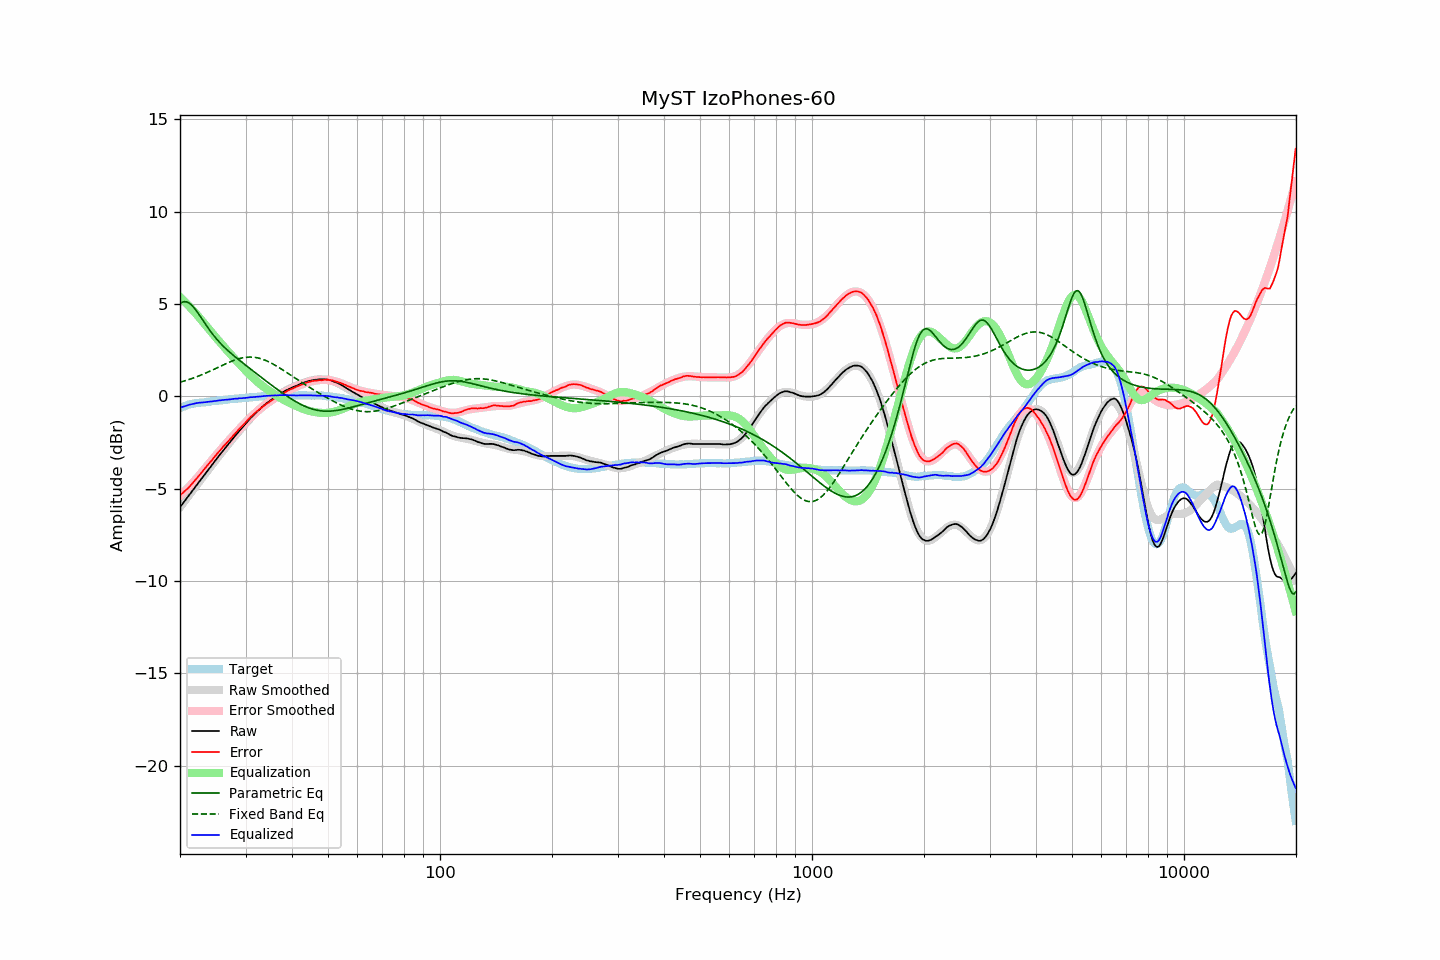 MyST IzoPhones-60
15
10
5
0
−5
−10
−15
−20
Amplitude (dBr)
Target
Raw Smoothed
Error Smoothed
Raw
Error
Equalization
Parametric Eq
Fixed Band Eq
Equalized
100
1000
10000
Frequency (Hz)